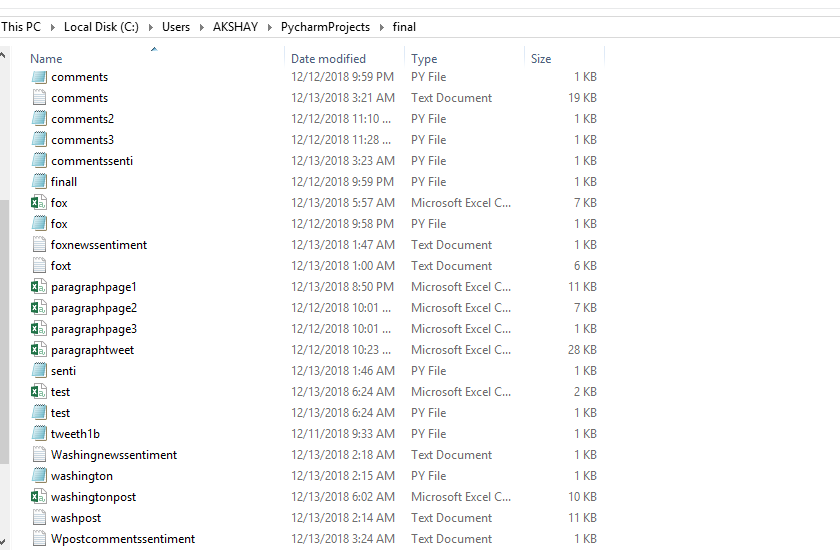 This PC > Local Disk (C:) > Users > AKSHAY > PycharmProjects > final
Name Date modified Type Size
comments 12/12/2018 9:59 PM PY File 1 KB
comments 12/13/2018 3:21 AM Text Document 19 KB
comments2 12/12/2018 11:10 ... PY File 1 KB
comments3 12/12/2018 11:28 ... PY File 1 KB
commentssenti 12/13/2018 3:23 AM PY File 1 KB
finall 12/12/2018 9:59 PM PY File 1 KB
fox 12/13/2018 5:57 AM Microsoft Excel C... 7 KB
fox 12/12/2018 9:58 PM PY File 1 KB
foxnewssentiment 12/13/2018 1:47 AM Text Document 1 KB
foxt 12/13/2018 1:00 AM Text Document 6 KB
paragraphpage1 12/13/2018 8:50 PM Microsoft Excel C... 11 KB
paragraphpage2 12/12/2018 10:01 ... Microsoft Excel C... 7 KB
paragraphpage3 12/12/2018 10:01 ... Microsoft Excel C... 1 KB
paragraphtweet 12/12/2018 10:23 ... Microsoft Excel C... 28 KB
senti 12/13/2018 1:46 AM PY File 1 KB
test 12/13/2018 6:24 AM Microsoft Excel C... 2 KB
test 12/13/2018 6:24 AM PY File 1 KB
tweeth1b 12/11/2018 9:33 AM PY File 1 KB
Washingnewssentiment 12/13/2018 2:18 AM Text Document 1 KB
washington 12/13/2018 2:15 AM PY File 1 KB
washingtonpost 12/13/2018 6:02 AM Microsoft Excel C... 10 KB
washpost 12/13/2018 2:14 AM Text Document 11 KB
Wpostcommentssentiment 12/13/2018 3:24 AM Text Document 1 KB